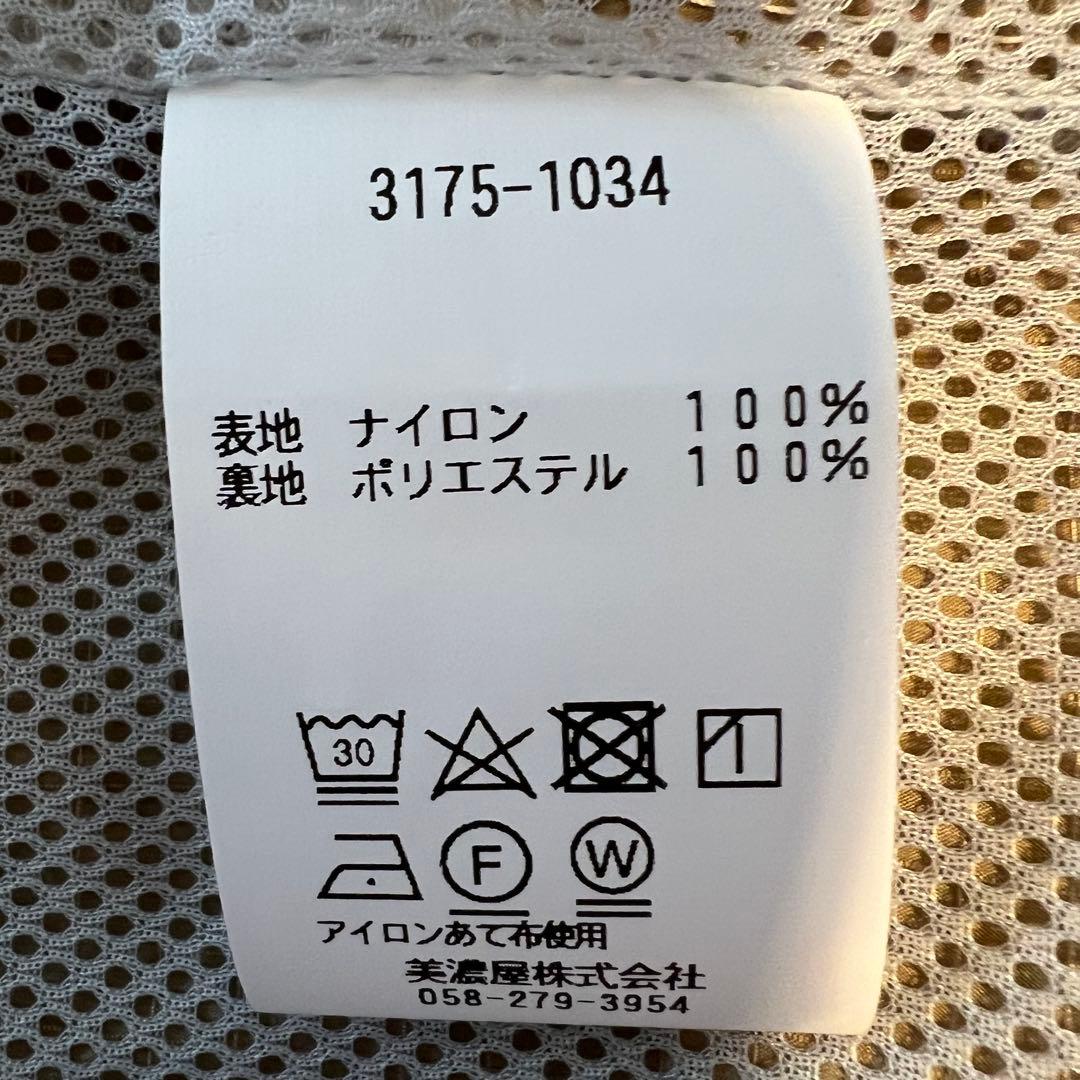 3175-1034
表地 ナイロン 100%
裏地 ポリエステル 100%
30
F W
アイロンあて布使用
美濃屋株式会社
058-279-3954